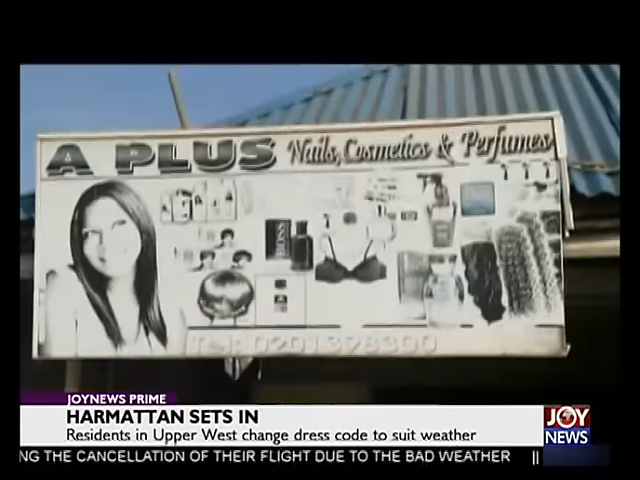 A PLUS Nails, Cosmetics & Perfumes
BOSS
JOYNEWS PRIME
HARMATTAN SETS IN
Residents in Upper West change dress code to suit weather
JOY
NEWS
NG THE CANCELLATION OF THEIR FLIGHT DUE TO THE BAD WEATHER ||